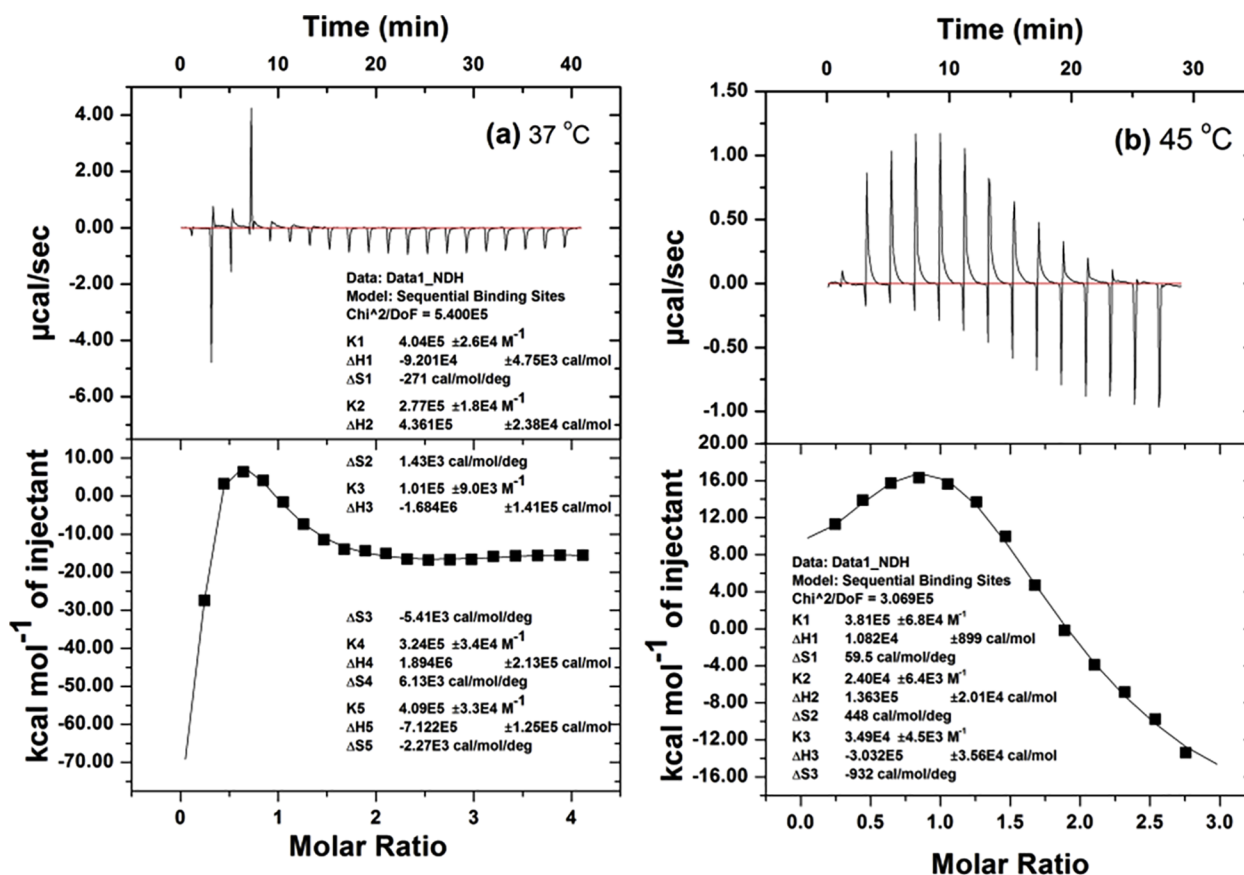 Time (min)
0 10 20 30 40
4.00
2.00
0.00
-2.00
-4.00
-6.00
µcal/sec
(a) 37 °C
Data: Data1_NDH
Model: Sequential Binding Sites
Chi^2/DoF = 5.400E5
K1 4.04E5 ±2.6E4 M⁻¹
ΔH1 -9.201E4 ±4.75E3 cal/mol
ΔS1 -271 cal/mol/deg
K2 2.77E5 ±1.8E4 M⁻¹
ΔH2 4.361E5 ±2.38E4 cal/mol
ΔS2 1.43E3 cal/mol/deg
K3 1.01E5 ±9.0E3 M⁻¹
ΔH3 -1.684E6 ±1.41E5 cal/mol
ΔS3 -5.41E3 cal/mol/deg
K4 3.24E5 ±3.4E4 M⁻¹
ΔH4 1.894E6 ±2.13E5 cal/mol
ΔS4 6.13E3 cal/mol/deg
K5 4.09E5 ±3.3E4 M⁻¹
ΔH5 -7.122E5 ±1.25E5 cal/mol
ΔS5 -2.27E3 cal/mol/deg
10.00
0.00
-10.00
-20.00
-30.00
-40.00
-50.00
-60.00
-70.00
kcal mol⁻¹ of injectant
0 1 2 3 4
Molar Ratio
Time (min)
0 10 20 30
1.50
1.00
0.50
0.00
-0.50
-1.00
µcal/sec
(b) 45 °C
20.00
16.00
12.00
8.00
4.00
0.00
-4.00
-8.00
-12.00
-16.00
kcal mol⁻¹ of injectant
Data: Data1_NDH
Model: Sequential Binding Sites
Chi^2/DoF = 3.069E5
K1 3.81E5 ±6.8E4 M⁻¹
ΔH1 1.082E4 ±899 cal/mol
ΔS1 59.5 cal/mol/deg
K2 2.40E4 ±6.4E3 M⁻¹
ΔH2 1.363E5 ±2.01E4 cal/mol
ΔS2 448 cal/mol/deg
K3 3.49E4 ±4.5E3 M⁻¹
ΔH3 -3.032E5 ±3.56E4 cal/mol
ΔS3 -932 cal/mol/deg
0.0 0.5 1.0 1.5 2.0 2.5 3.0
Molar Ratio